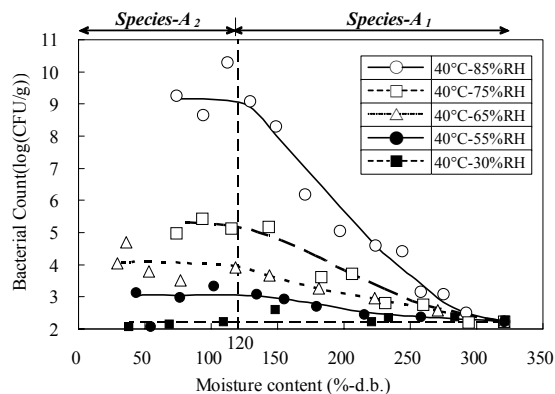 Species-A2 Species-A1
11
10
9
8
7
6
5
4
3
2
Bacterial Count(log(CFU/g))
40°C-85%RH
40°C-75%RH
40°C-65%RH
40°C-55%RH
40°C-30%RH
0 50 100 150 200 250 300 350
120
Moisture content (%-d.b.)